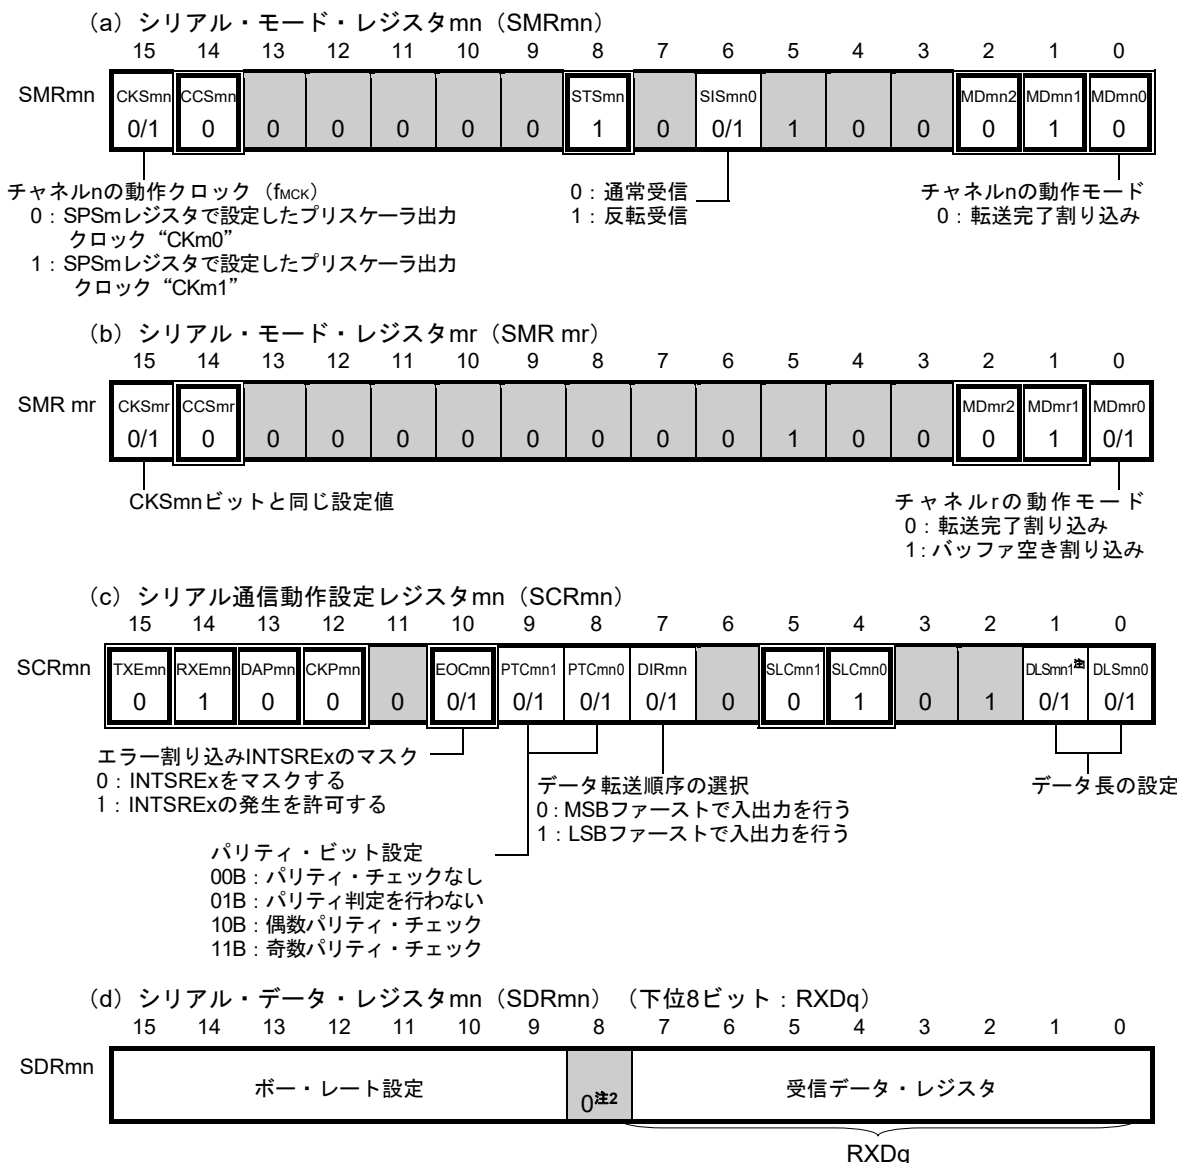 (a) シリアル・モード・レジスタmn（SMRmn）
15 14 13 12 11 10 9 8 7 6 5 4 3 2 1 0
SMRmn
CKSmn CCSmn STSmn SISmn0 MDmn2 MDmn1 MDmn0
0/1 0 0 0 0 0 0 1 0 0/1 1 0 0 0 1 0
チャネルnの動作クロック（fMCK）
0：SPSmレジスタで設定したプリスケーラ出力
クロック“CKm0”
1：SPSmレジスタで設定したプリスケーラ出力
クロック“CKm1”
0：通常受信
1：反転受信
チャネルnの動作モード
0：転送完了割り込み
(b) シリアル・モード・レジスタmr（SMR mr）
15 14 13 12 11 10 9 8 7 6 5 4 3 2 1 0
SMR mr
CKSmr CCSmr MDmr2 MDmr1 MDmr0
0/1 0 0 0 0 0 0 0 0 0 1 0 0 0 1 0/1
CKSmnビットと同じ設定値
チャネルrの動作モード
0：転送完了割り込み
1：バッファ空き割り込み
(c) シリアル通信動作設定レジスタmn（SCRmn）
15 14 13 12 11 10 9 8 7 6 5 4 3 2 1 0
SCRmn
TXEmn RXEmn DAPmn CKPmn EOCmn PTCmn1 PTCmn0 DIRmn SLCmn1 SLCmn0 DLSmn1注 DLSmn0
0 1 0 0 0 0/1 0/1 0/1 0/1 0 0 1 0 1 0/1 0/1
エラー割り込みINTSRExのマスク
0：INTSRExをマスクする
1：INTSRExの発生を許可する
データ転送順序の選択
0：MSBファーストで入出力を行う
1：LSBファーストで入出力を行う
データ長の設定
パリティ・ビット設定
00B：パリティ・チェックなし
01B：パリティ判定を行わない
10B：偶数パリティ・チェック
11B：奇数パリティ・チェック
(d) シリアル・データ・レジスタmn（SDRmn）（下位8ビット：RXDq）
15 14 13 12 11 10 9 8 7 6 5 4 3 2 1 0
SDRmn
ボー・レート設定 0注2 受信データ・レジスタ
RXDq